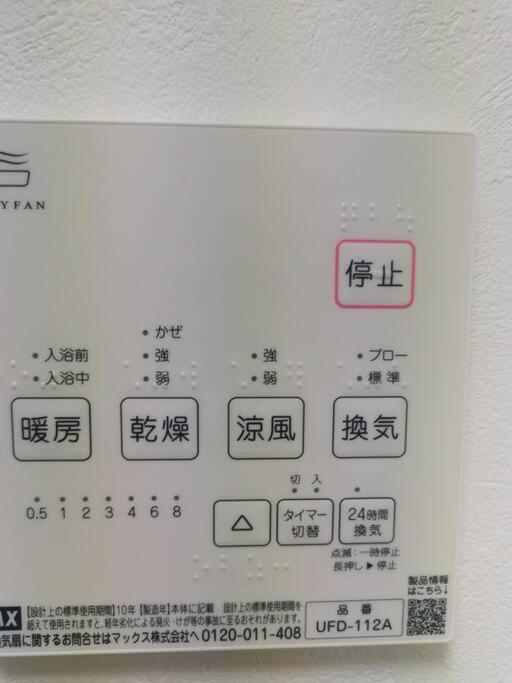 YFAN
停止
かぜ
入浴前 強 強 ブロー
入浴中 弱 弱 標準
暖房 乾燥 涼風 換気
切 入
0.5 1 2 3 4 6 8
△ タイマー切替 24時間換気
点滅:一時停止
長押し▶停止
製品情報
はこちら↓
AX
【設計上の標準使用期間】10年【製造年】本体に記載 設計上の標準使用期間を
超えて使用されますと、経年劣化による発火・けが等の事故に至るおそれがあります。
気扇に関するお問合せはマックス株式会社へ 0120-011-408
品番
UFD-112A